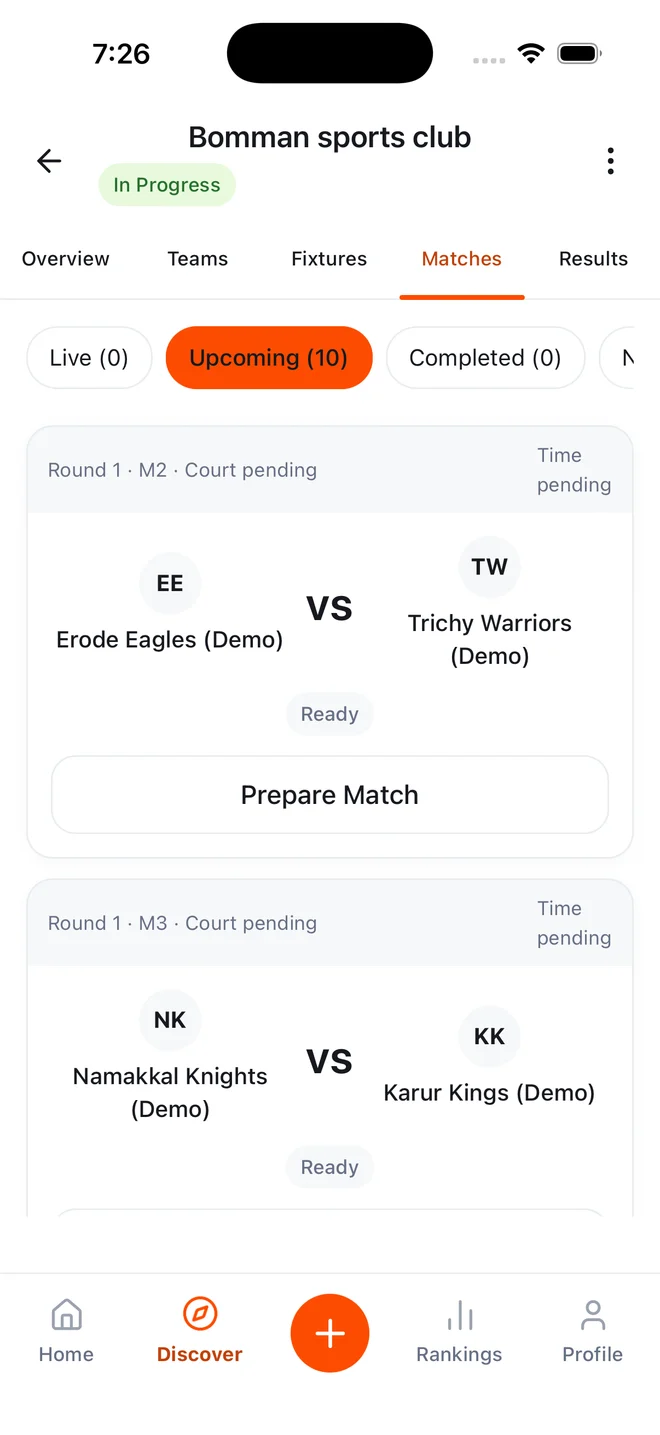 7:26
Bomman sports club
In Progress
Overview
Teams
Fixtures
Matches
Results
Live (0)
Upcoming (10)
Completed (0)
N
Round 1 · M2 · Court pending
Time
pending
EE
Erode Eagles (Demo)
VS
TW
Trichy Warriors
(Demo)
Ready
Prepare Match
Round 1 · M3 · Court pending
Time
pending
NK
Namakkal Knights
(Demo)
VS
KK
Karur Kings (Demo)
Ready
Home
Discover
Rankings
Profile